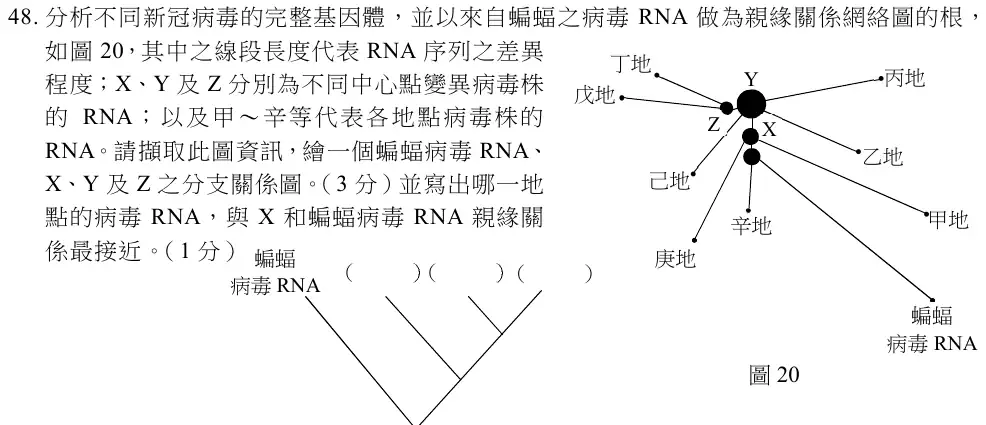 48. 分析不同新冠病毒的完整基因體，並以來自蝙蝠之病毒 RNA 做為親緣關係網絡圖的根，
如圖 20，其中之線段長度代表 RNA 序列之差異
程度；X、Y 及 Z 分別為不同中心點變異病毒株
的 RNA；以及甲～辛等代表各地點病毒株的
RNA。請擷取此圖資訊，繪一個蝙蝠病毒 RNA、
X、Y 及 Z 之分支關係圖。（3 分）並寫出哪一地
點的病毒 RNA，與 X 和蝙蝠病毒 RNA 親緣關
係最接近。（1 分）
蝙蝠
病毒 RNA
（　　）（　　）（　　）
丁地
Y
丙地
戊地
Z
X
乙地
己地
甲地
辛地
庚地
蝙蝠
病毒 RNA
圖 20